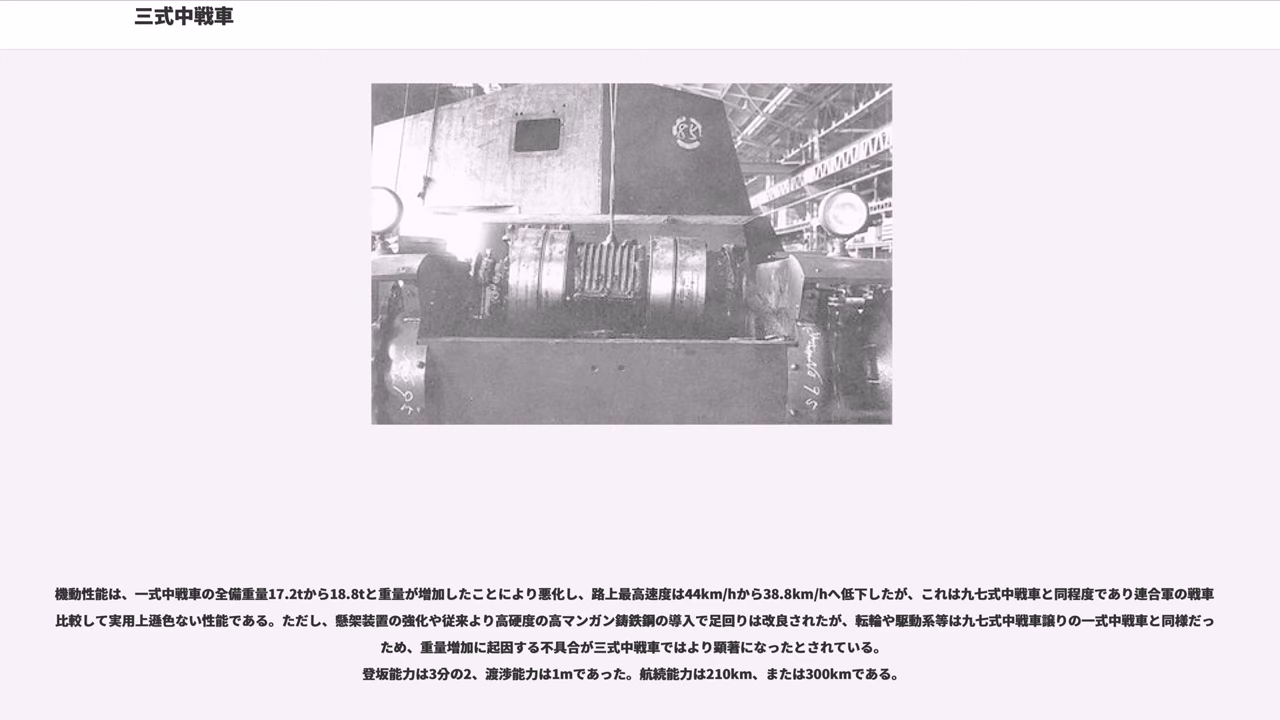 三式中戦車
機動性能は、一式中戦車の全備重量17.2tから18.8tと重量が増加したことにより悪化し、路上最高速度は44km/hから38.8km/hへ低下したが、これは九七式中戦車と同程度であり連合軍の戦車
比較して実用上遜色ない性能である。ただし、懸架装置の強化や従来より高硬度の高マンガン鋳鉄鋼の導入で足回りは改良されたが、転輪や駆動系等は九七式中戦車譲りの一式中戦車と同様だっ
ため、重量増加に起因する不具合が三式中戦車ではより顕著になったとされている。
登坂能力は3分の2、渡渉能力は1mであった。航続能力は210km、または300kmである。